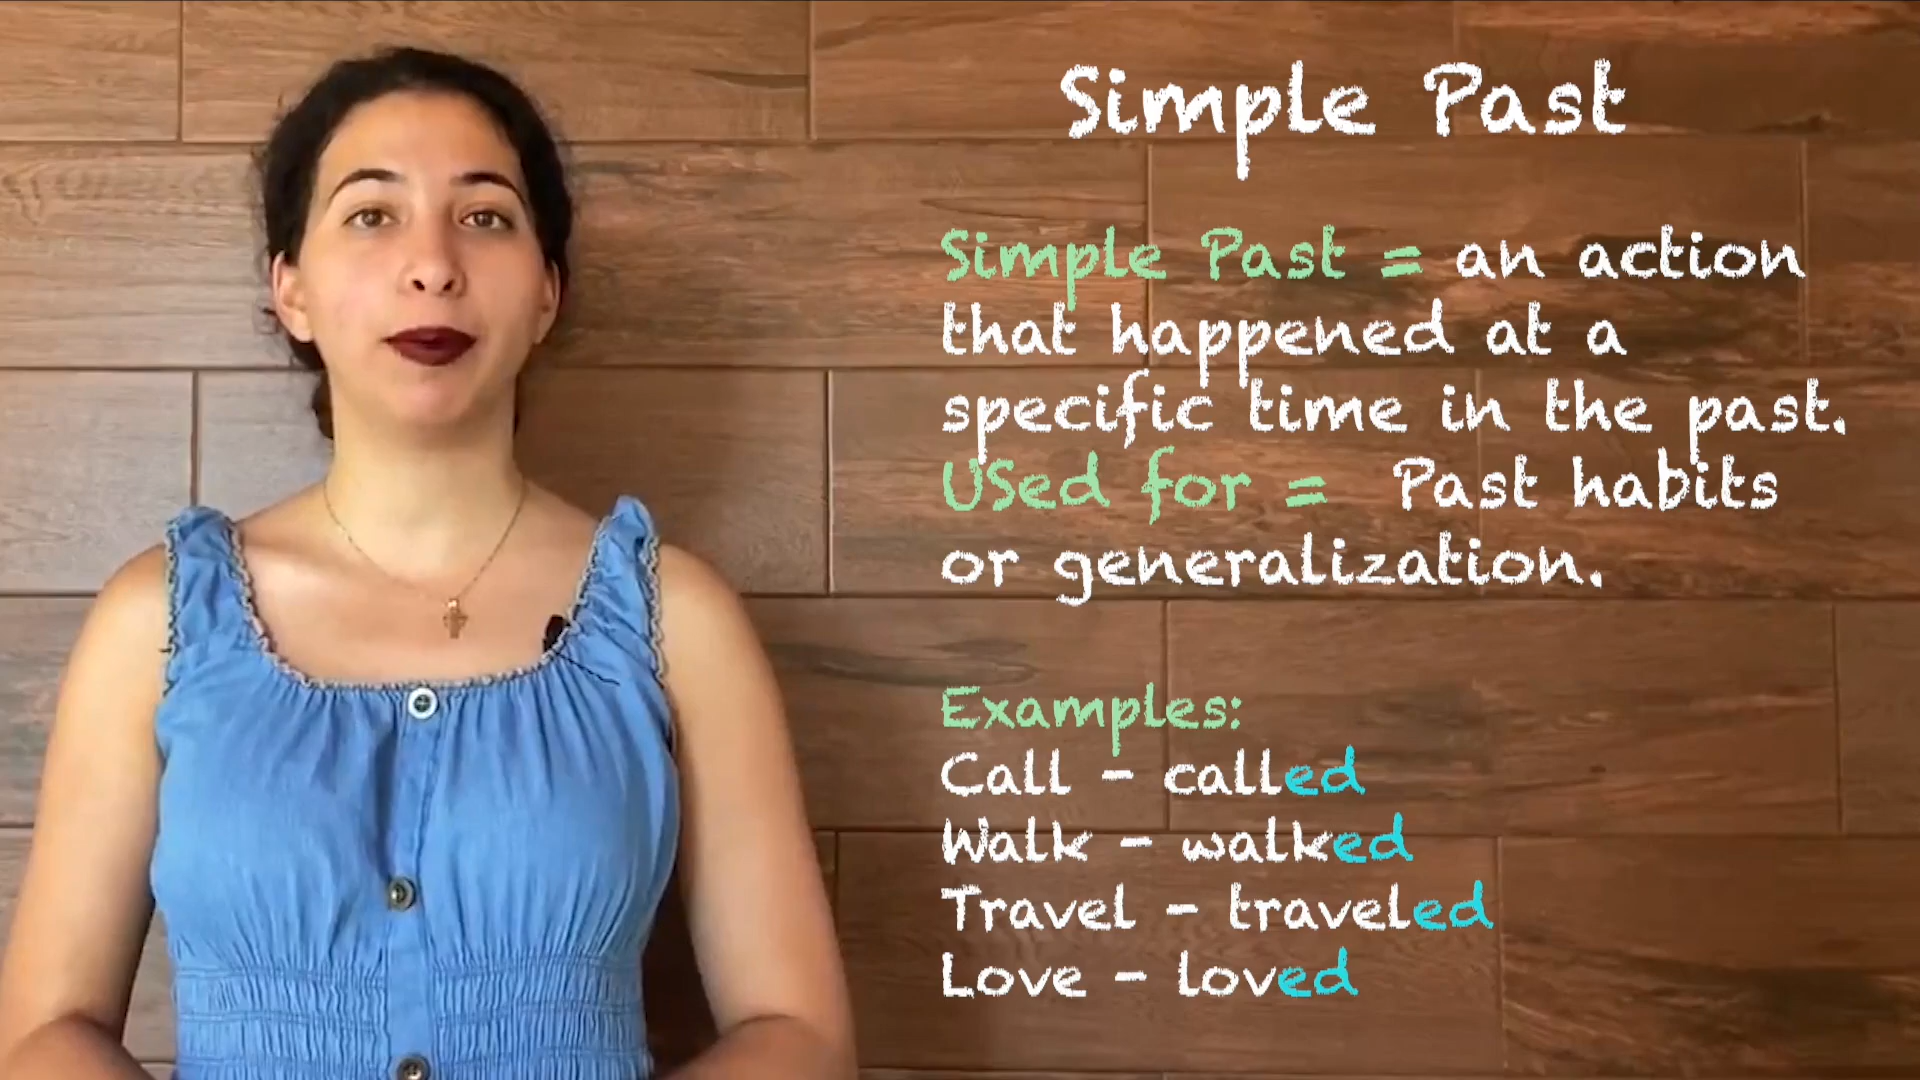 Simple Past
Simple Past = an action
that happened at a
specific time in the past.
USed for = Past habits
or generalization.
Examples:
Call - called
Walk - walked
Travel - traveled
Love - loved